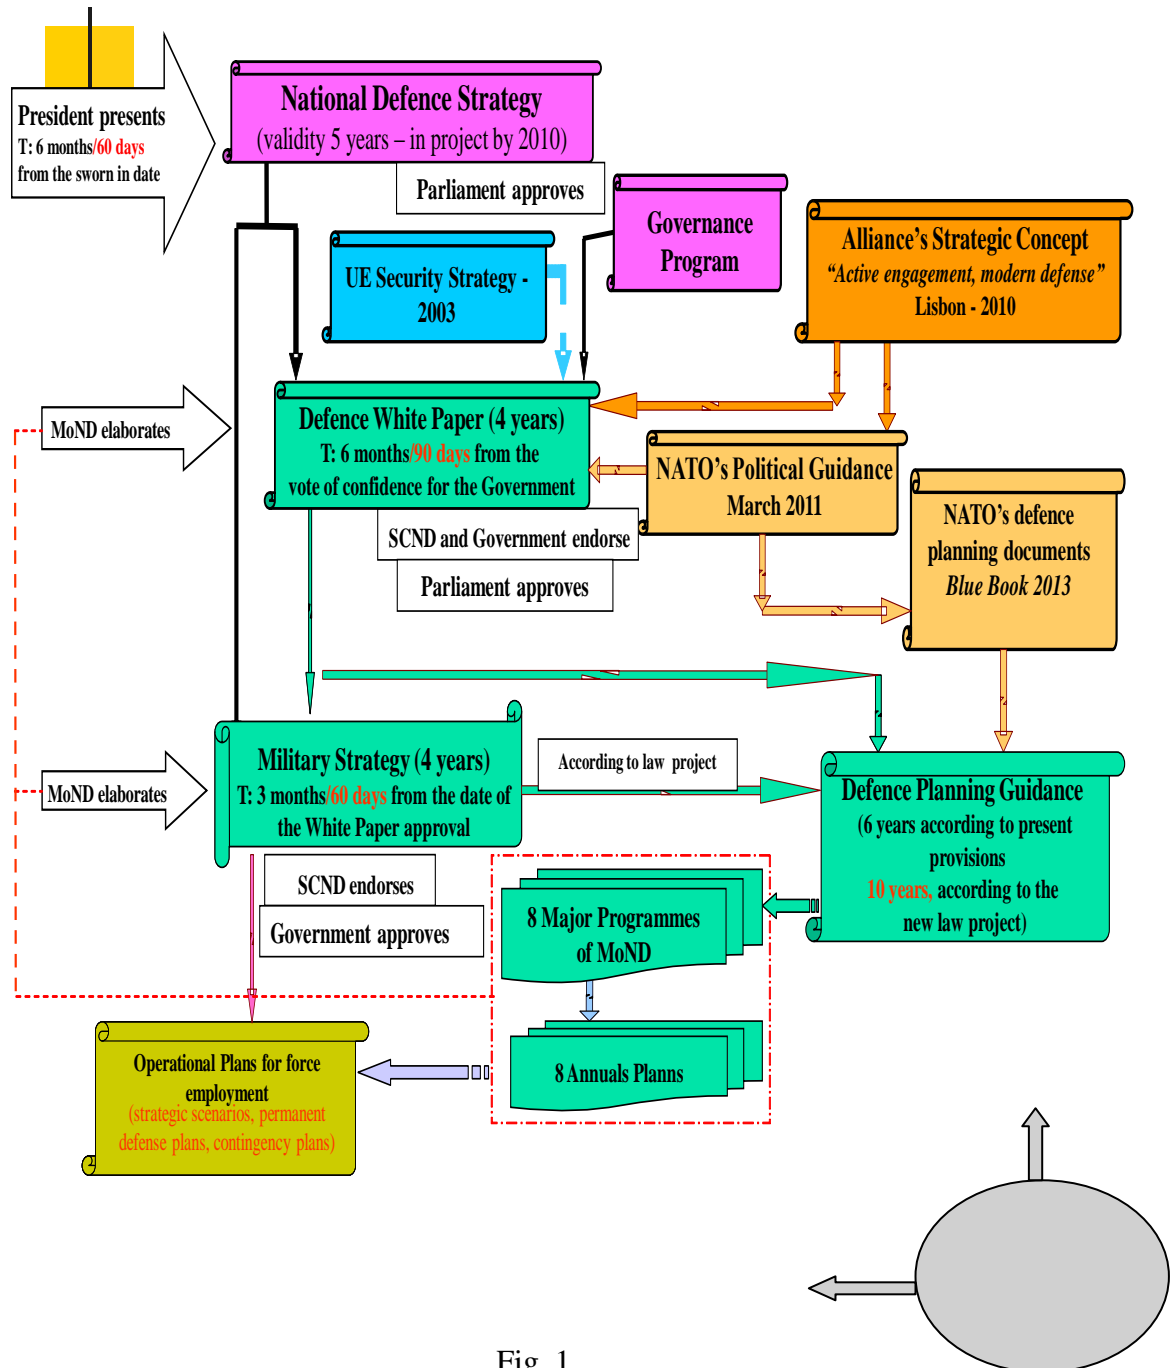 President presents
T: 6 months/60 days
from the sworn in date
National Defence Strategy
(validity 5 years – in project by 2010)
Parliament approves
Governance
Program
UE Security Strategy -
2003
Alliance's Strategic Concept
“Active engagement, modern defense”
Lisbon - 2010
MoND elaborates
Defence White Paper (4 years)
T: 6 months/90 days from the
vote of confidence for the Government
NATO's Political Guidance
March 2011
NATO's defence
planning documents
Blue Book 2013
SCND and Government endorse
Parliament approves
MoND elaborates
Military Strategy (4 years)
T: 3 months/60 days from the date of
the White Paper approval
According to law project
Defence Planning Guidance
(6 years according to present
provisions
10 years, according to the
new law project)
SCND endorses
Government approves
8 Major Programmes
of MoND
8 Annuals Planns
Operational Plans for force
employment
(strategic scenarios, permanent
defense plans, contingency plans)
Fig. 1